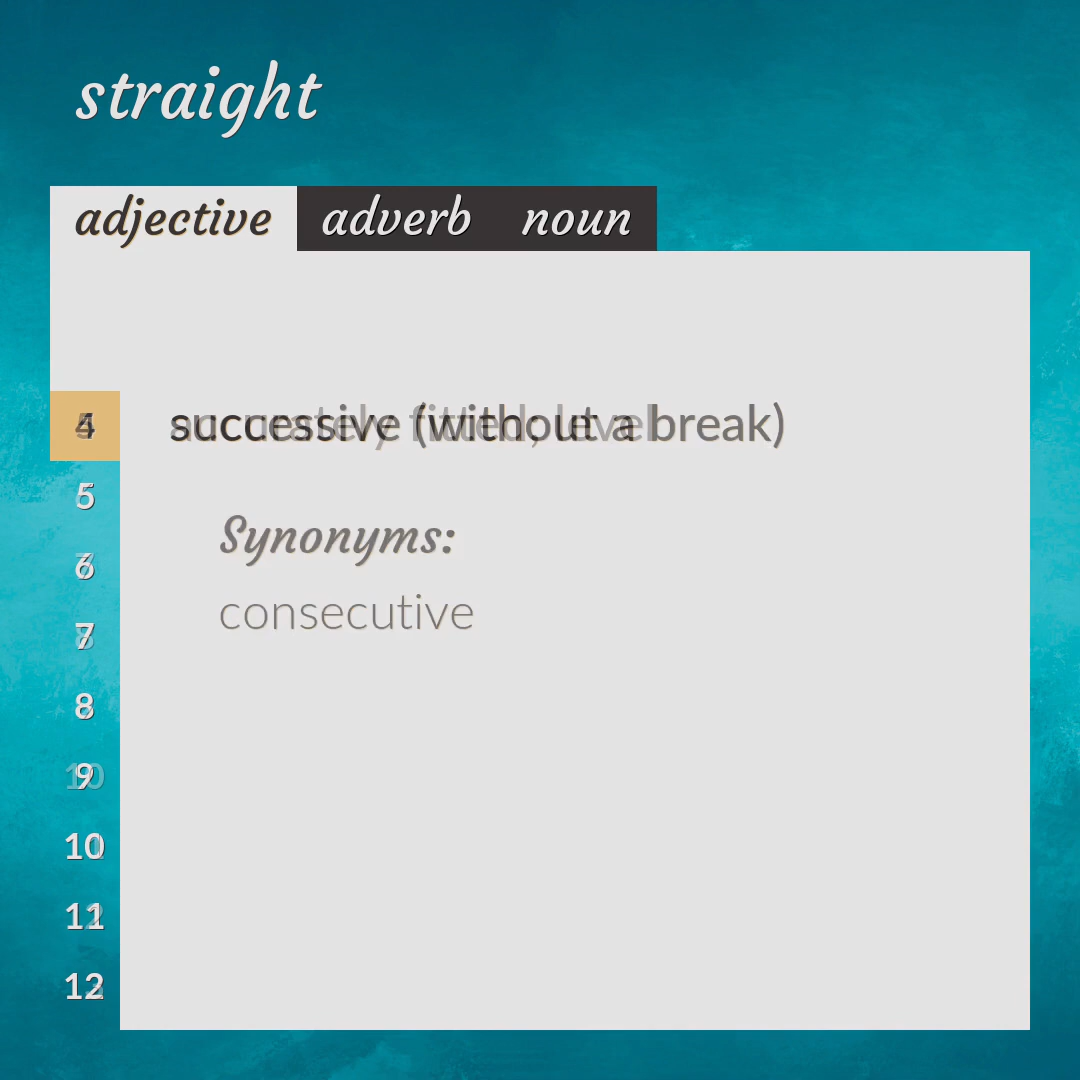 straight
adjective adverb noun
4 successive (without a break)
5
Synonyms:
6
consecutive
7
8
9
10
11
12